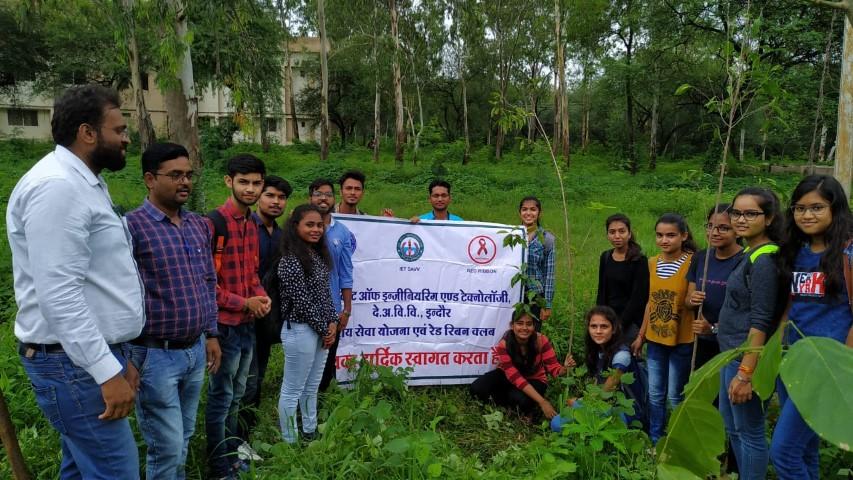 IET DAVV
RED RIBBON
ऑफ इन्जीनियरिंग एण्ड टेक्नोलॉजी,
दे.अ.वि.वि., इन्दौर
सेवा योजना एवं रेड रिबन क्लब
हार्दिक स्वागत करता है